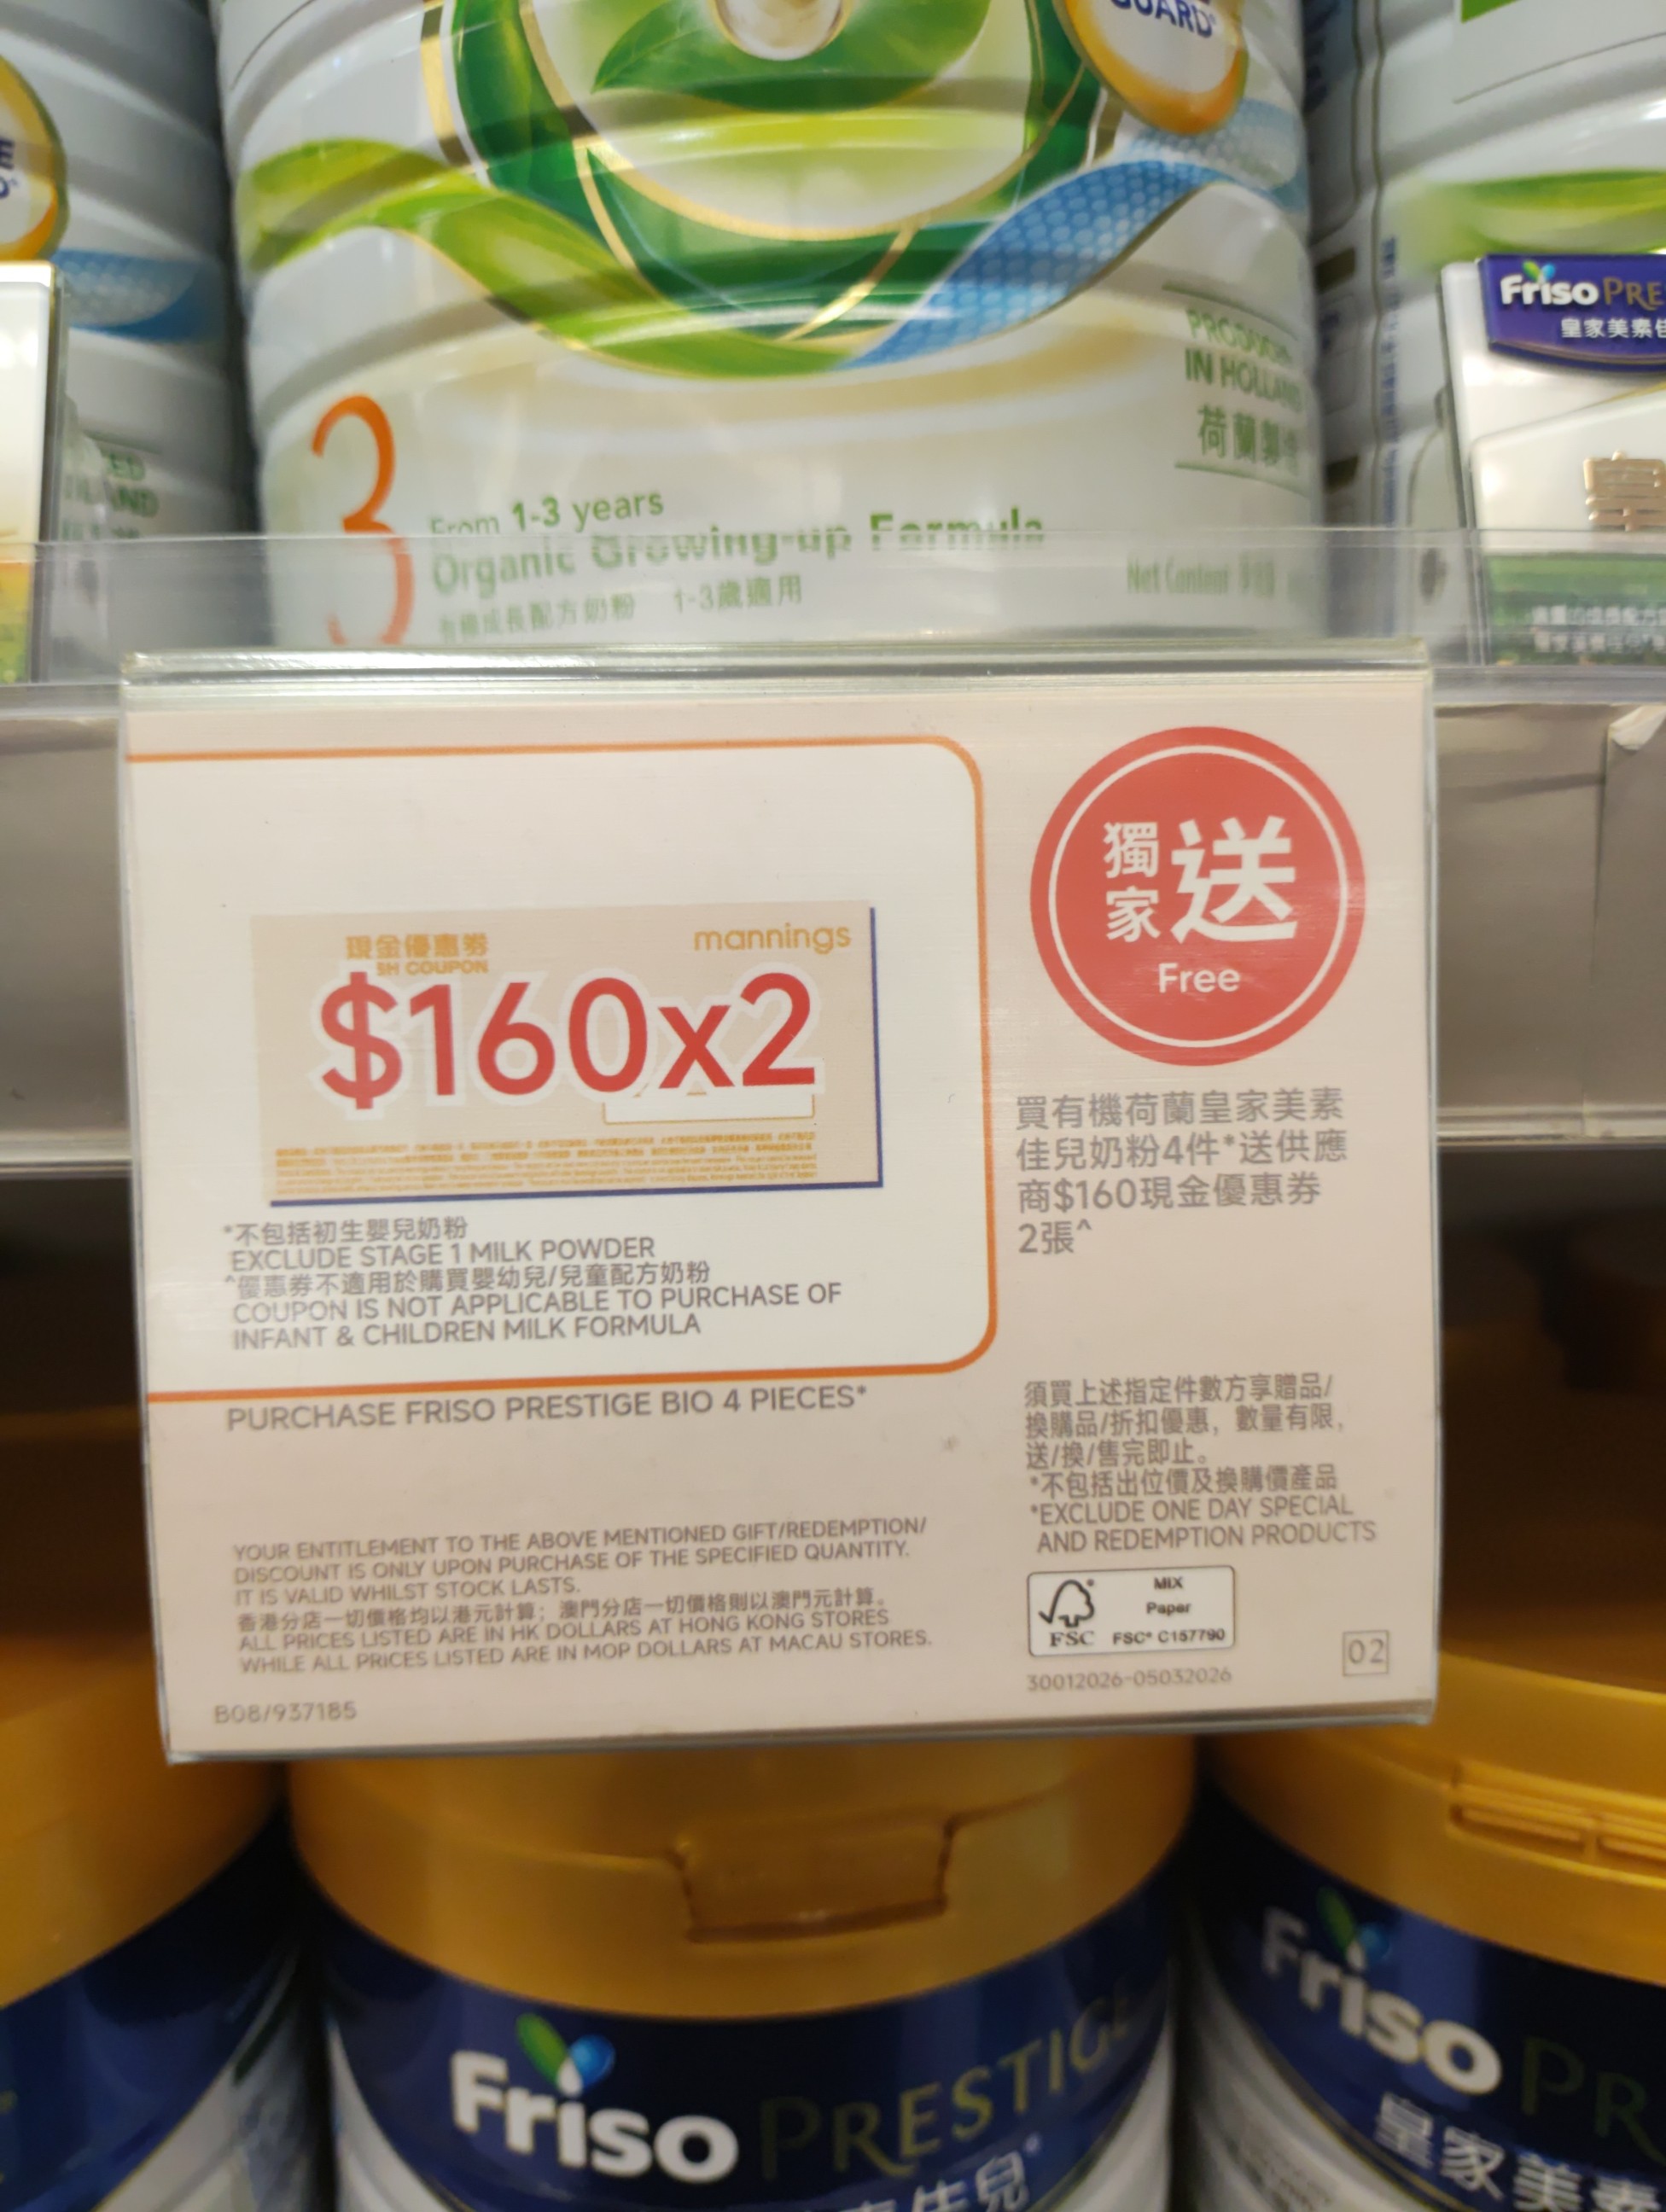 GUARD
Friso PRE
皇家美素佳
PRODUCED
IN HOLLAND
荷蘭製造
3
From 1-3 years
Organic Growing-up Formula
有機成長配方奶粉 1-3歲適用
Net Content
現金優惠券
SH COUPON
mannings
$160x2
獨家送
Free
*不包括初生嬰兒奶粉
EXCLUDE STAGE 1 MILK POWDER
^優惠券不適用於購買嬰幼兒/兒童配方奶粉
COUPON IS NOT APPLICABLE TO PURCHASE OF
INFANT & CHILDREN MILK FORMULA
買有機荷蘭皇家美素
佳兒奶粉4件*送供應
商$160現金優惠券
2張^
PURCHASE FRISO PRESTIGE BIO 4 PIECES*
須買上述指定件數方享贈品/
換購品/折扣優惠，數量有限，
送/換/售完即止。
*不包括出位價及換購價產品
*EXCLUDE ONE DAY SPECIAL
AND REDEMPTION PRODUCTS
YOUR ENTITLEMENT TO THE ABOVE MENTIONED GIFT/REDEMPTION/
DISCOUNT IS ONLY UPON PURCHASE OF THE SPECIFIED QUANTITY.
IT IS VALID WHILST STOCK LASTS.
香港分店一切價格均以港元計算；澳門分店一切價格則以澳門元計算。
ALL PRICES LISTED ARE IN HK DOLLARS AT HONG KONG STORES
WHILE ALL PRICES LISTED ARE IN MOP DOLLARS AT MACAU STORES.
MIX
Paper
FSC FSC® C157790
30012026-05032026
02
B08/937185
Friso PRESTIGE
佳兒
Friso PR
皇家美素